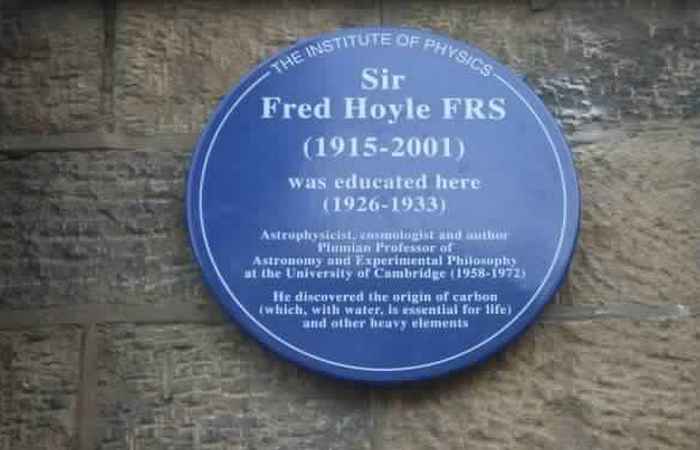 THE INSTITUTE OF PHYSICS
Sir
Fred Hoyle FRS
(1915-2001)
was educated here
(1926-1933)
Astrophysicist, cosmologist and author
Plumian Professor of
Astronomy and Experimental Philosophy
at the University of Cambridge (1958-1972)
He discovered the origin of carbon
(which, with water, is essential for life)
and other heavy elements